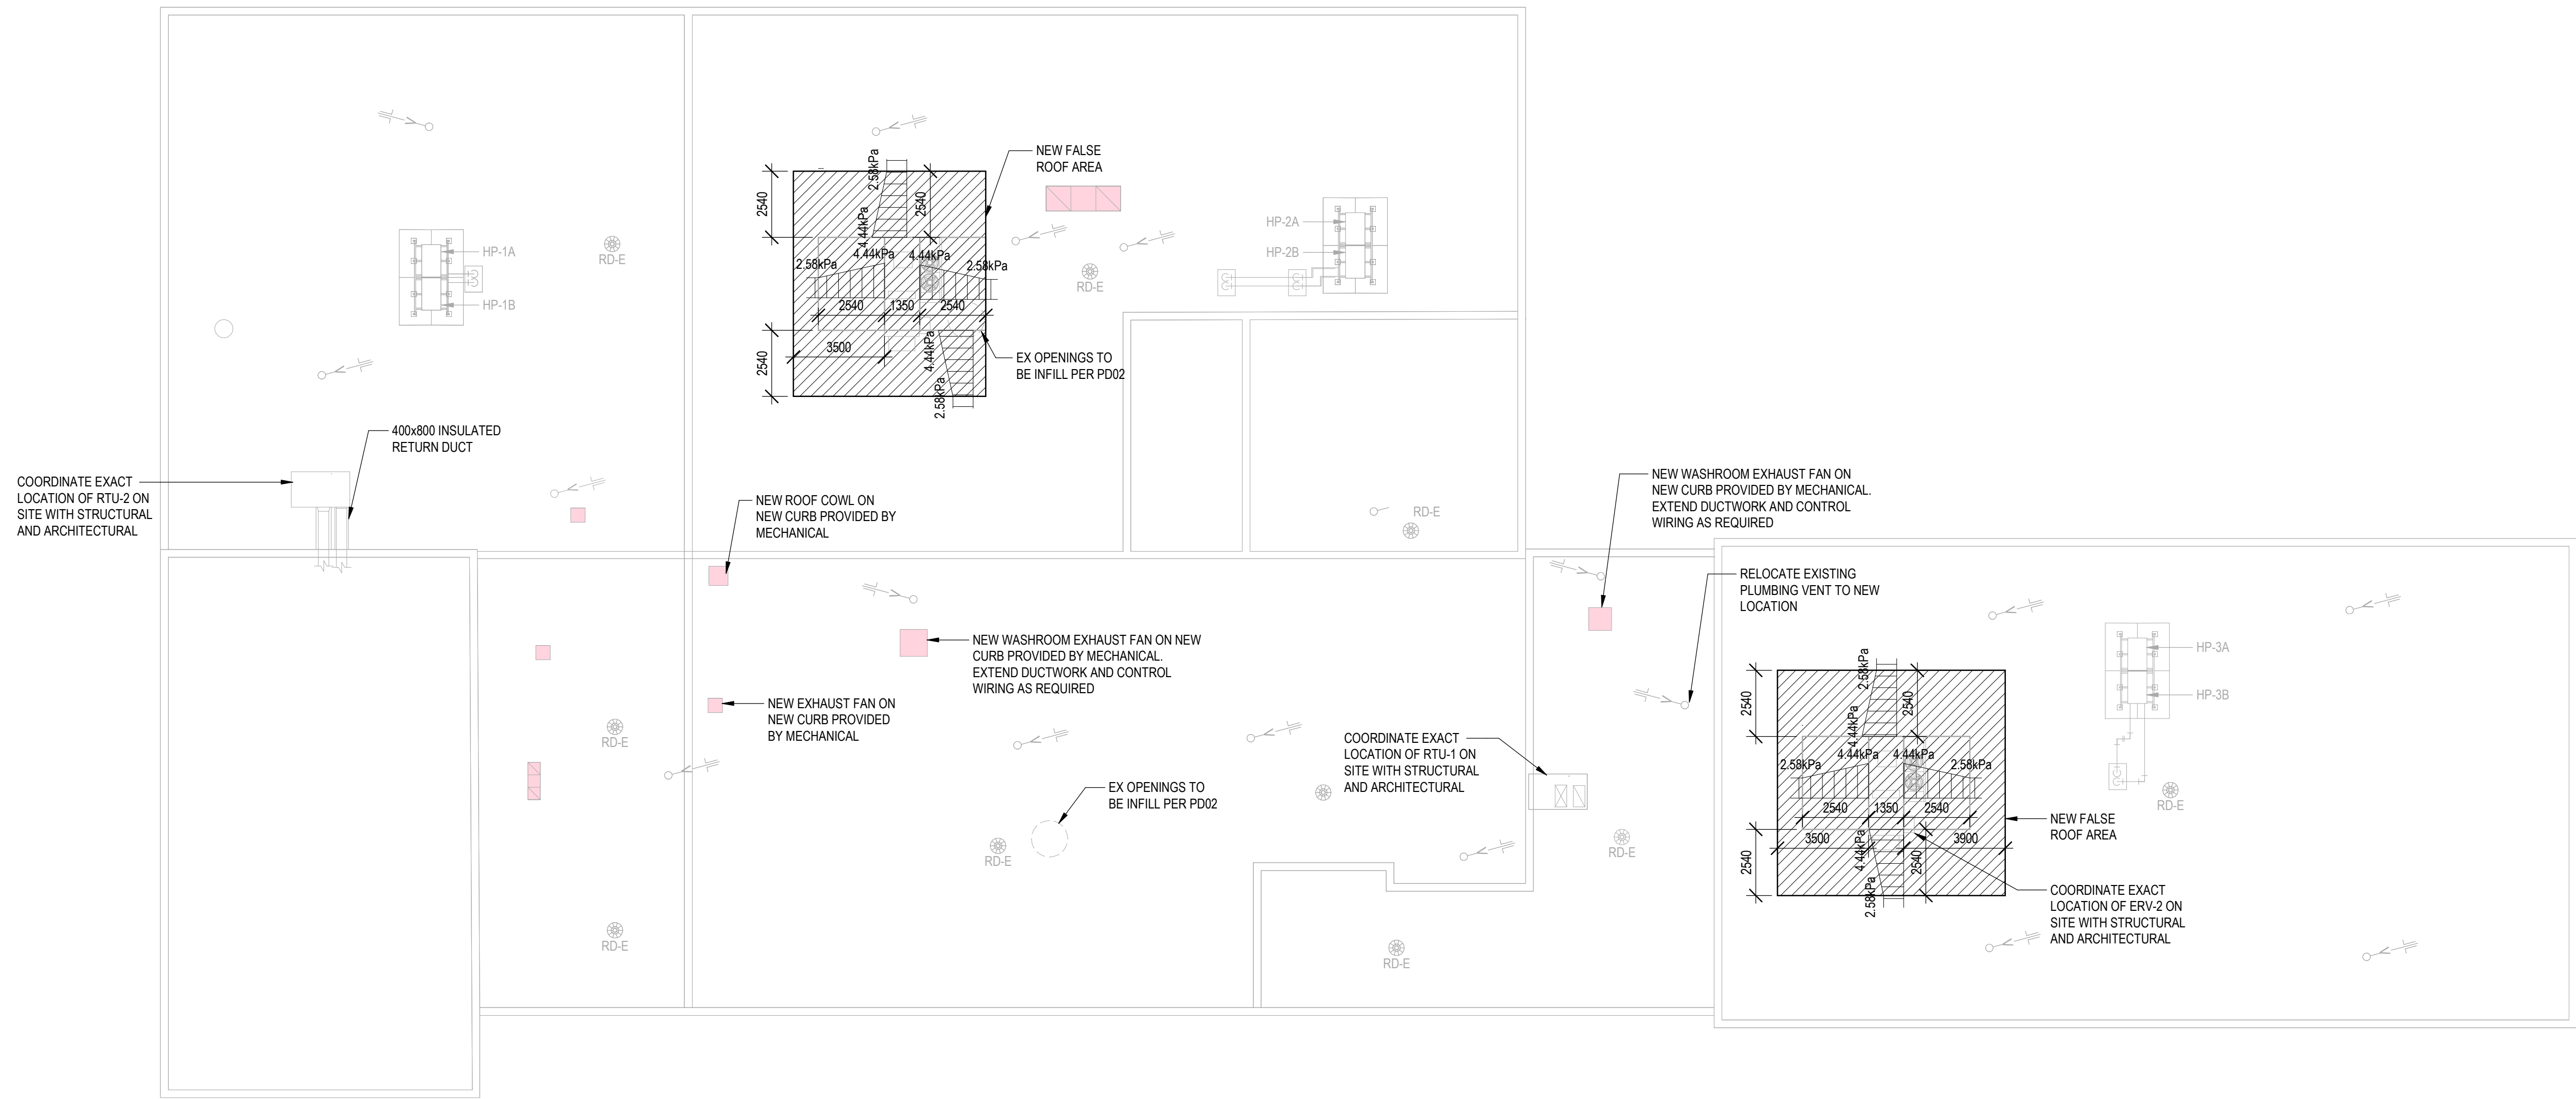 NEW FALSE
ROOF AREA
2.58kPa
2540
2540
4.44kPa
HP-1A
HP-1B
RD-E
4.44kPa
4.44kPa
2.58kPa
2.58kPa
2540
1350
2540
RD-E
HP-2A
HP-2B
3500
2540
4.44kPa
2.58kPa
EX OPENINGS TO
BE INFILL PER PD02
400x800 INSULATED
RETURN DUCT
COORDINATE EXACT
LOCATION OF RTU-2 ON
SITE WITH STRUCTURAL
AND ARCHITECTURAL
NEW ROOF COWL ON
NEW CURB PROVIDED BY
MECHANICAL
RD-E
NEW WASHROOM EXHAUST FAN ON
NEW CURB PROVIDED BY MECHANICAL.
EXTEND DUCTWORK AND CONTROL
WIRING AS REQUIRED
RELOCATE EXISTING
PLUMBING VENT TO NEW
LOCATION
NEW WASHROOM EXHAUST FAN ON NEW
CURB PROVIDED BY MECHANICAL.
EXTEND DUCTWORK AND CONTROL
WIRING AS REQUIRED
NEW EXHAUST FAN ON
NEW CURB PROVIDED
BY MECHANICAL
RD-E
COORDINATE EXACT
LOCATION OF RTU-1 ON
SITE WITH STRUCTURAL
AND ARCHITECTURAL
EX OPENINGS TO
BE INFILL PER PD02
RD-E
RD-E
RD-E
RD-E
HP-3A
HP-3B
2.58kPa
2540
2540
4.44kPa
4.44kPa
4.44kPa
2.58kPa
2.58kPa
2540
1350
2540
RD-E
3500
3900
4.44kPa
2540
2540
2.58kPa
NEW FALSE
ROOF AREA
COORDINATE EXACT
LOCATION OF ERV-2 ON
SITE WITH STRUCTURAL
AND ARCHITECTURAL